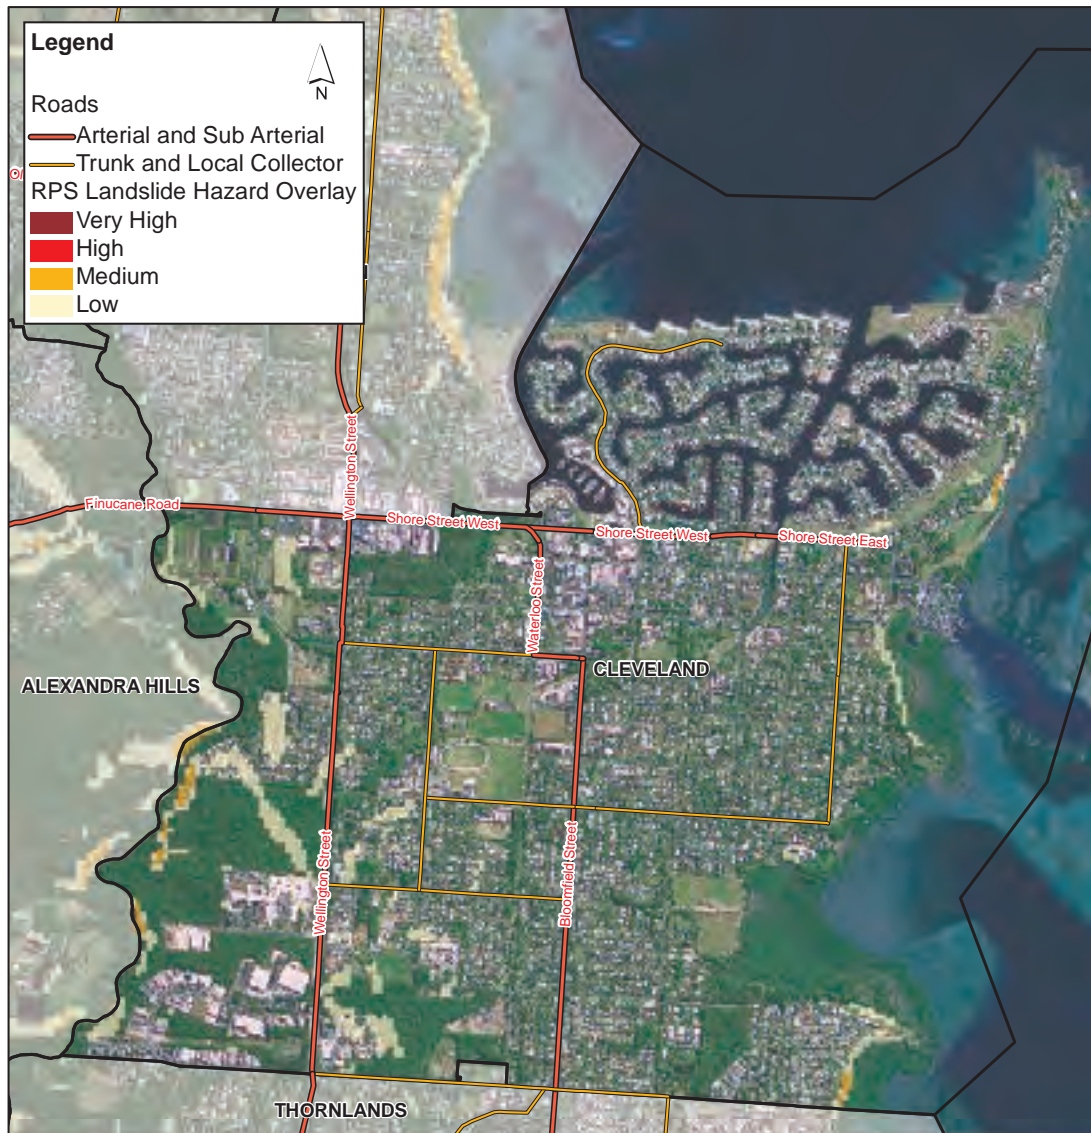 Legend
N
Roads
Arterial and Sub Arterial
Trunk and Local Collector
RPS Landslide Hazard Overlay
Very High
High
Medium
Low
Ol
Wellington Street
Finucane Road
Shore Street West
Shore Street West
Shore Street East
Waterloo Street
CLEVELAND
ALEXANDRA HILLS
Wellington Street
Bloomfield Street
THORNLANDS